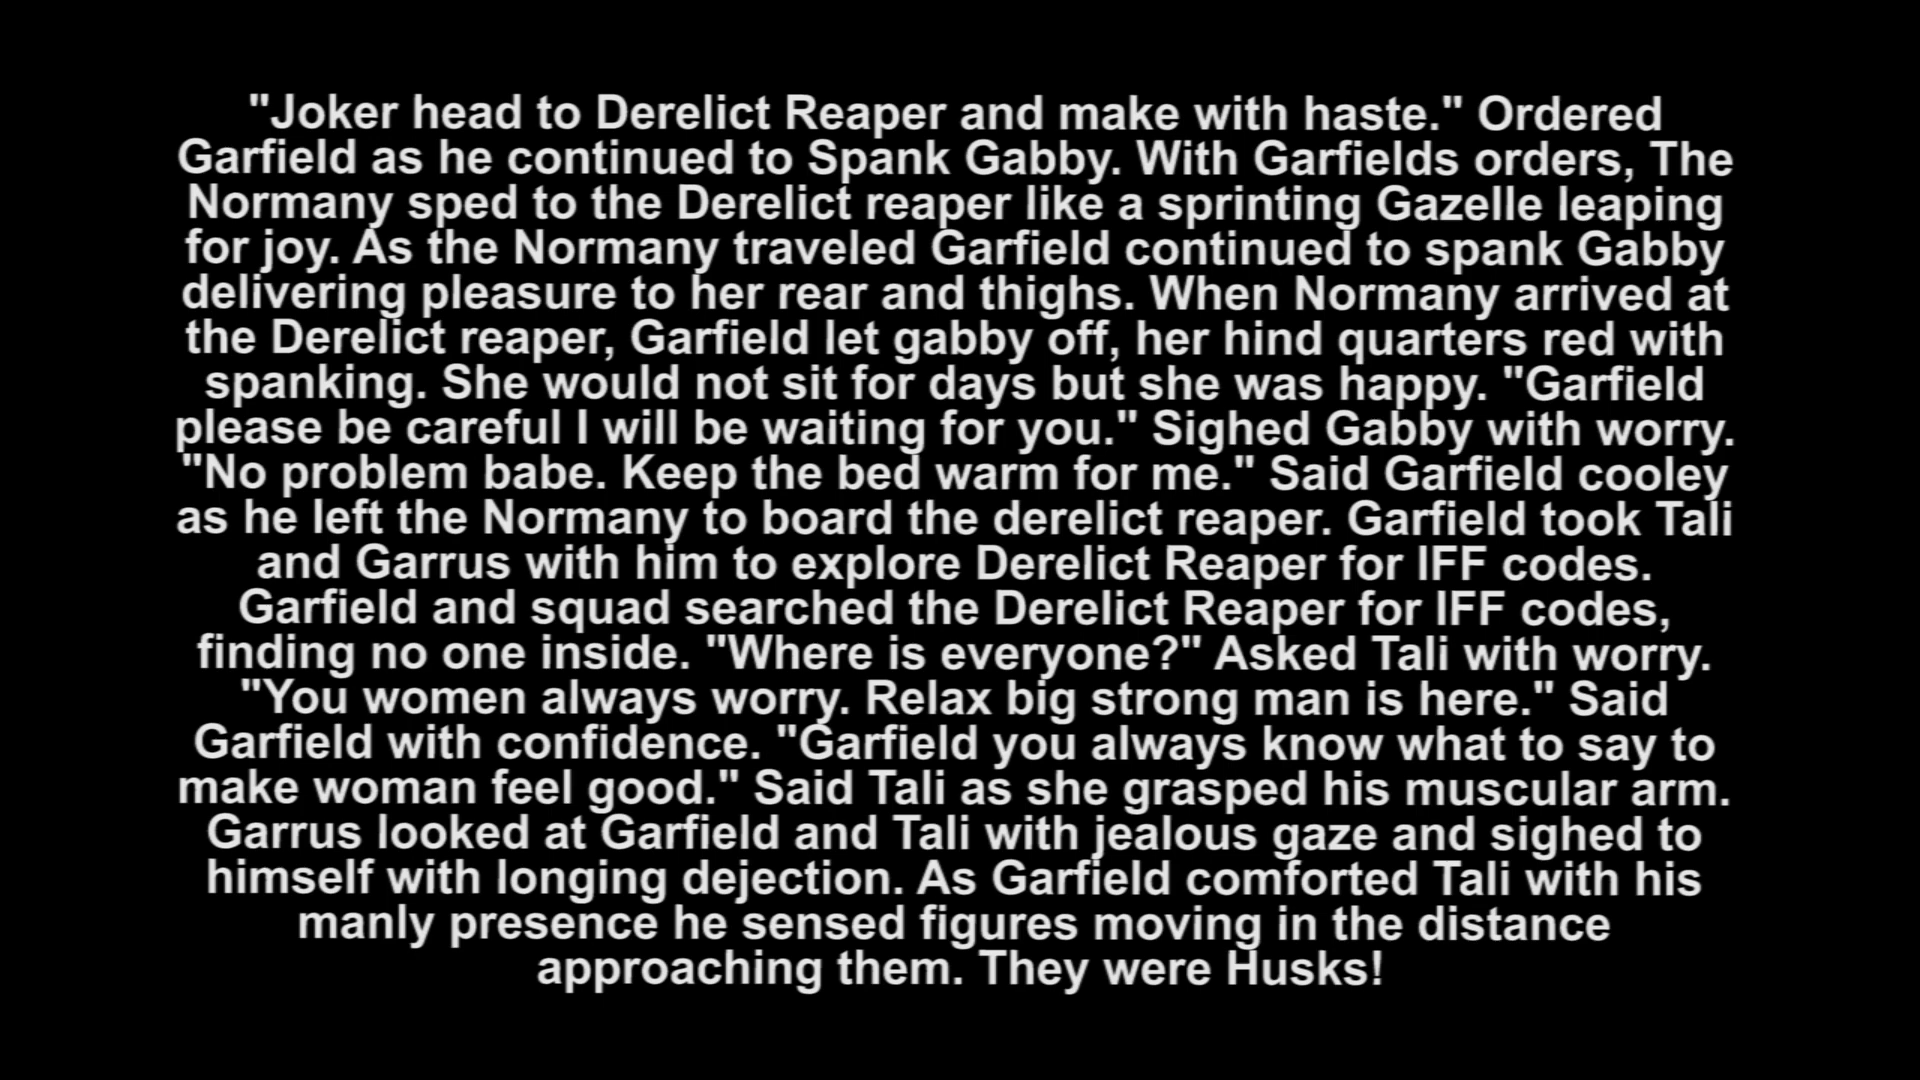 "Joker head to Derelict Reaper and make with haste." Ordered
Garfield as he continued to Spank Gabby. With Garfields orders, The
Normany sped to the Derelict reaper like a sprinting Gazelle leaping
for joy. As the Normany traveled Garfield continued to spank Gabby
delivering pleasure to her rear and thighs. When Normany arrived at
the Derelict reaper, Garfield let gabby off, her hind quarters red with
spanking. She would not sit for days but she was happy. "Garfield
please be careful I will be waiting for you." Sighed Gabby with worry.
"No problem babe. Keep the bed warm for me." Said Garfield cooley
as he left the Normany to board the derelict reaper. Garfield took Tali
and Garrus with him to explore Derelict Reaper for IFF codes.
Garfield and squad searched the Derelict Reaper for IFF codes,
finding no one inside. "Where is everyone?" Asked Tali with worry.
"You women always worry. Relax big strong man is here." Said
Garfield with confidence. "Garfield you always know what to say to
make woman feel good." Said Tali as she grasped his muscular arm.
Garrus looked at Garfield and Tali with jealous gaze and sighed to
himself with longing dejection. As Garfield comforted Tali with his
manly presence he sensed figures moving in the distance
approaching them. They were Husks!